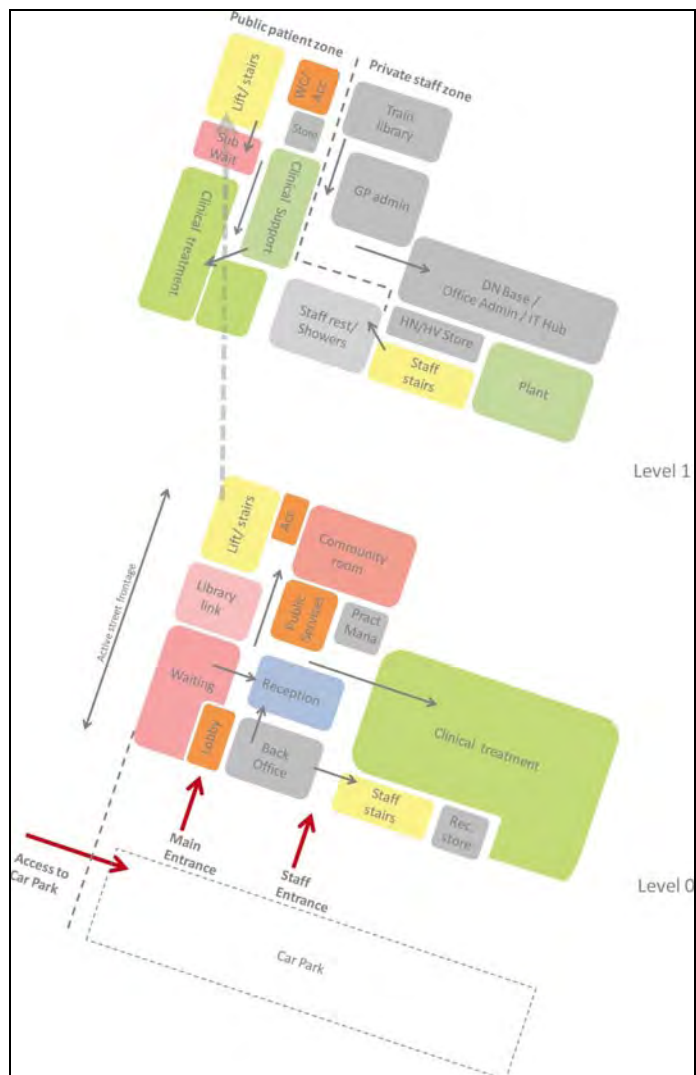 Public patient zone
Private staff zone
Lift/ stairs
WC/
Acc
Store
Train
library
Sub
Wait
Clinical Support
GP admin
Clinical treatment
DN Base /
Office Admin / IT Hub
Staff rest/
Showers
HN/HV Store
Staff
stairs
Plant
Level 1
Lift/ stairs
Acc
Community
room
Active street frontage
Library
link
Public
Services
Pract
Mana
Waiting
Reception
Lobby
Back
Office
Clinical treatment
Staff
stairs
Rec.
store
Main
Entrance
Staff
Entrance
Access to
Car Park
Level 0
Car Park